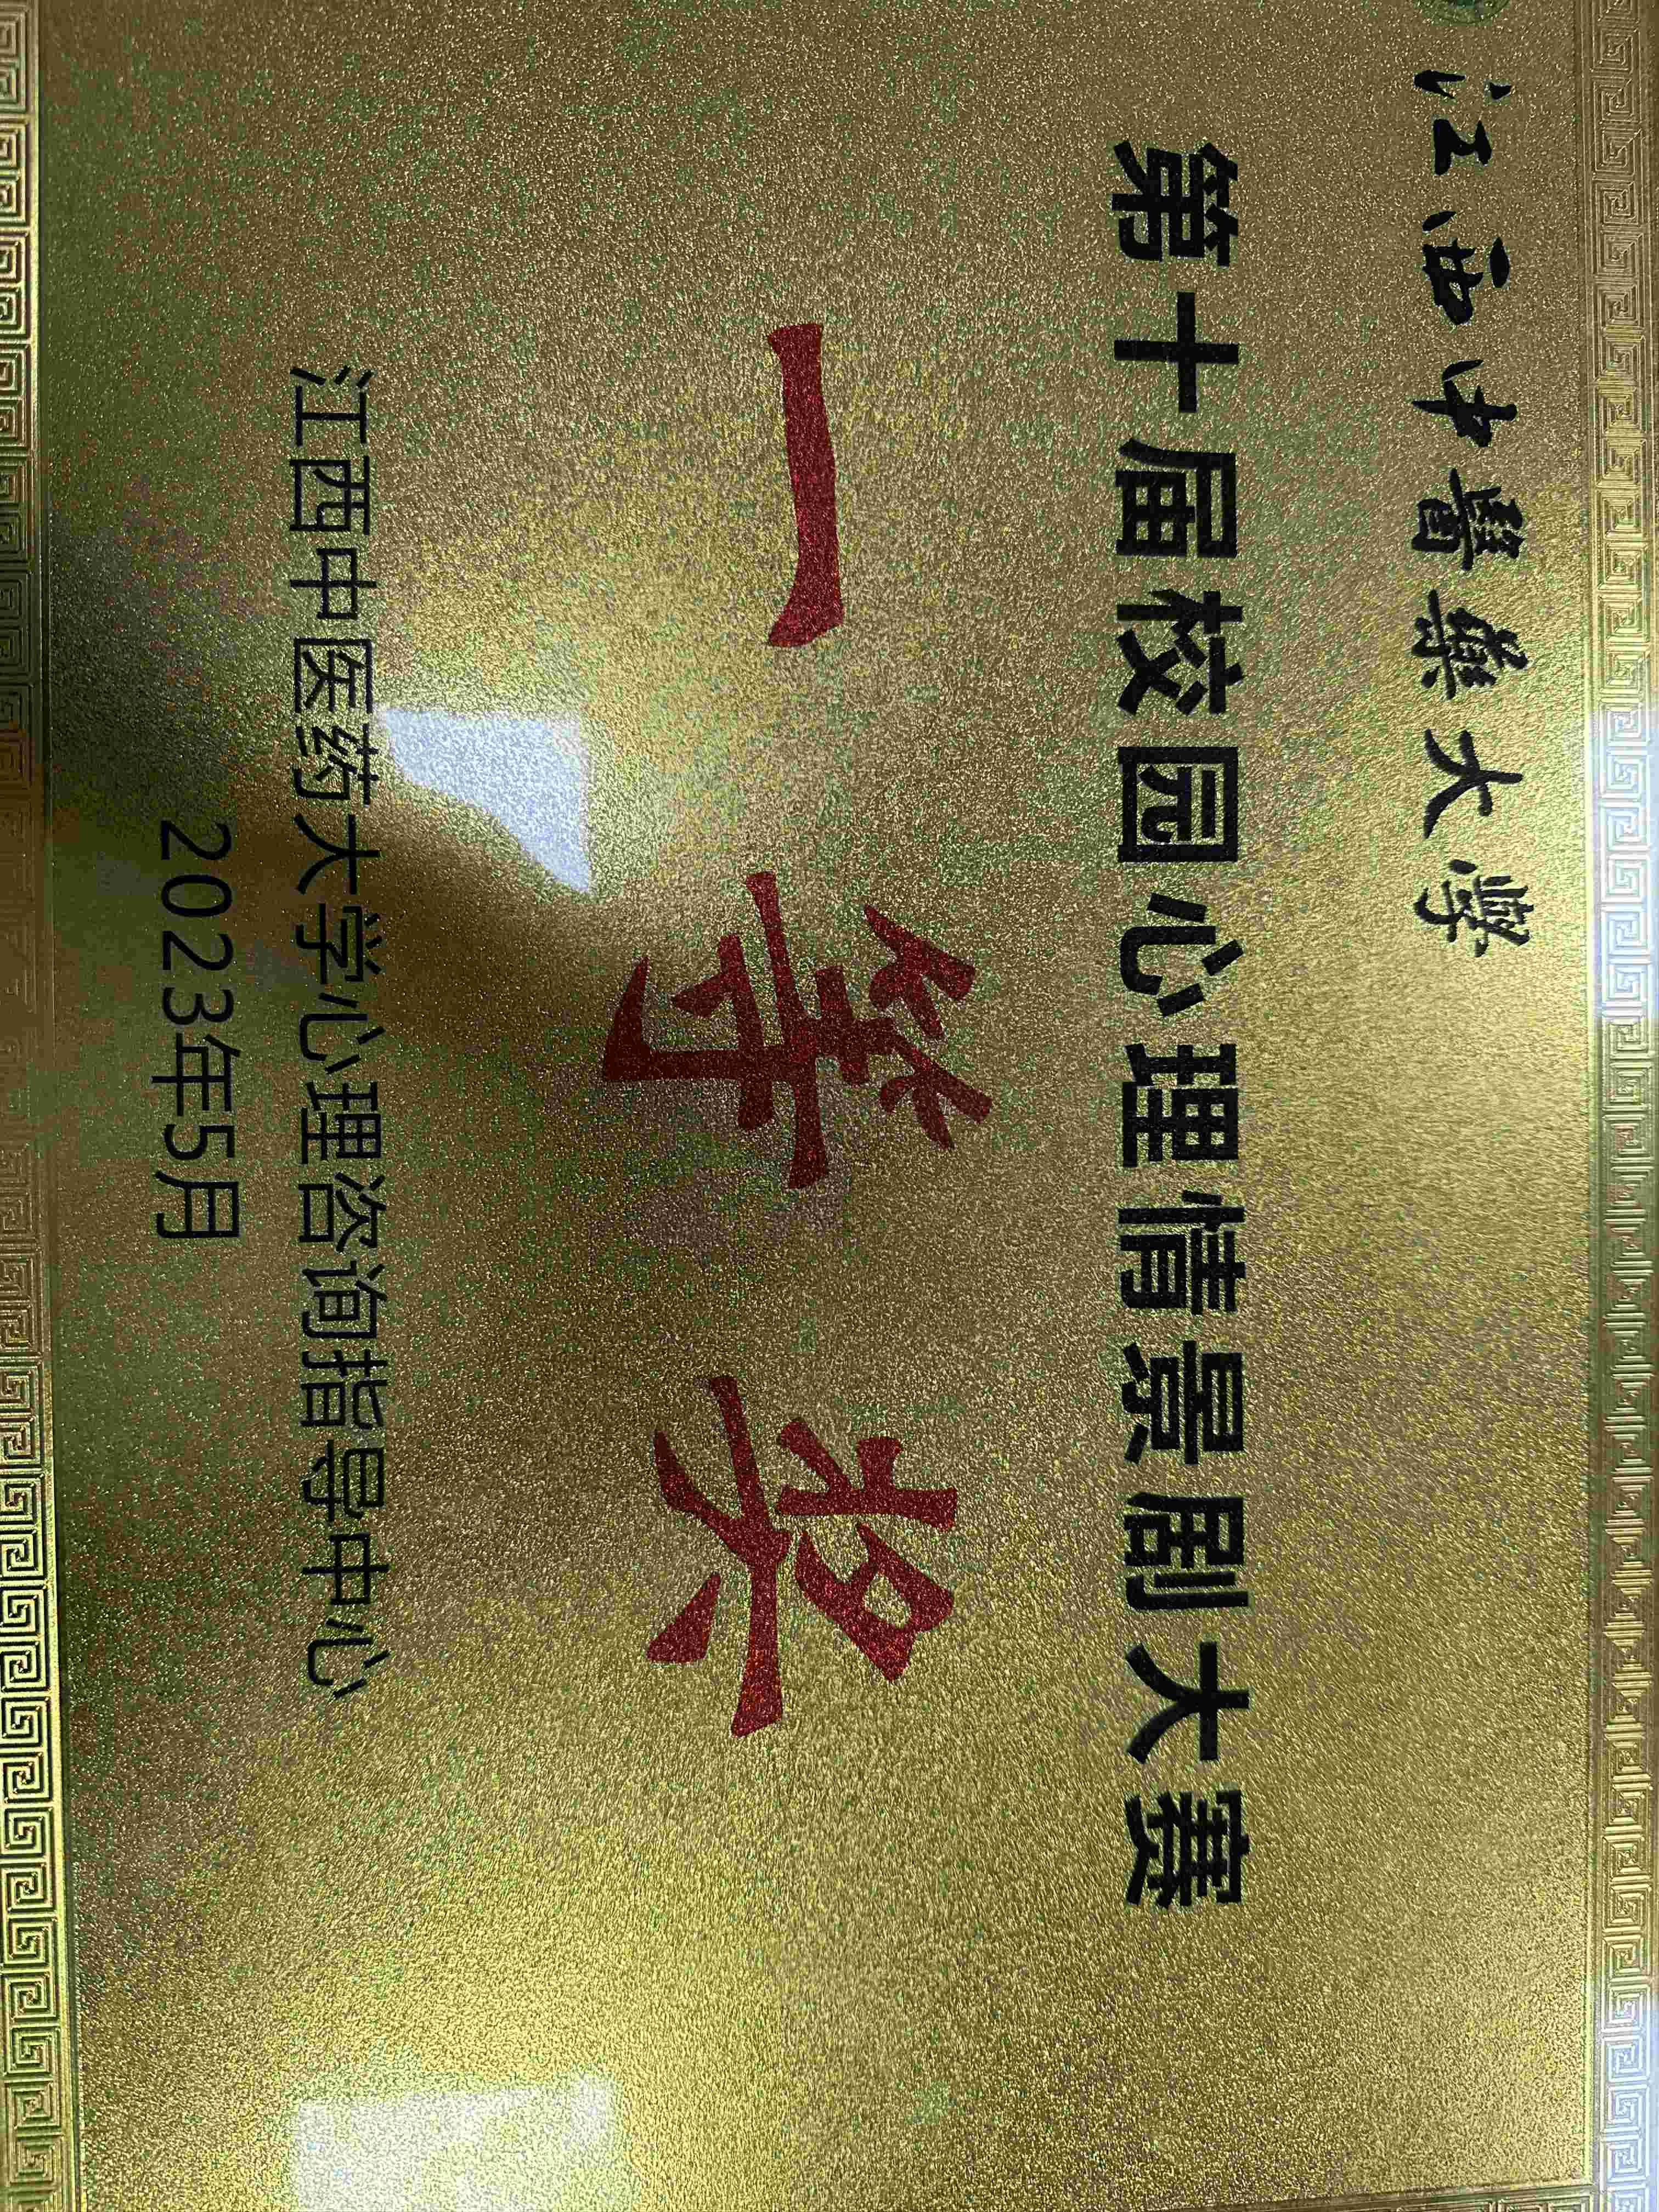 江西中醫藥大學
第十届校园心理情景剧大赛
一等奖
江西中医药大学心理咨询指导中心
2023年5月